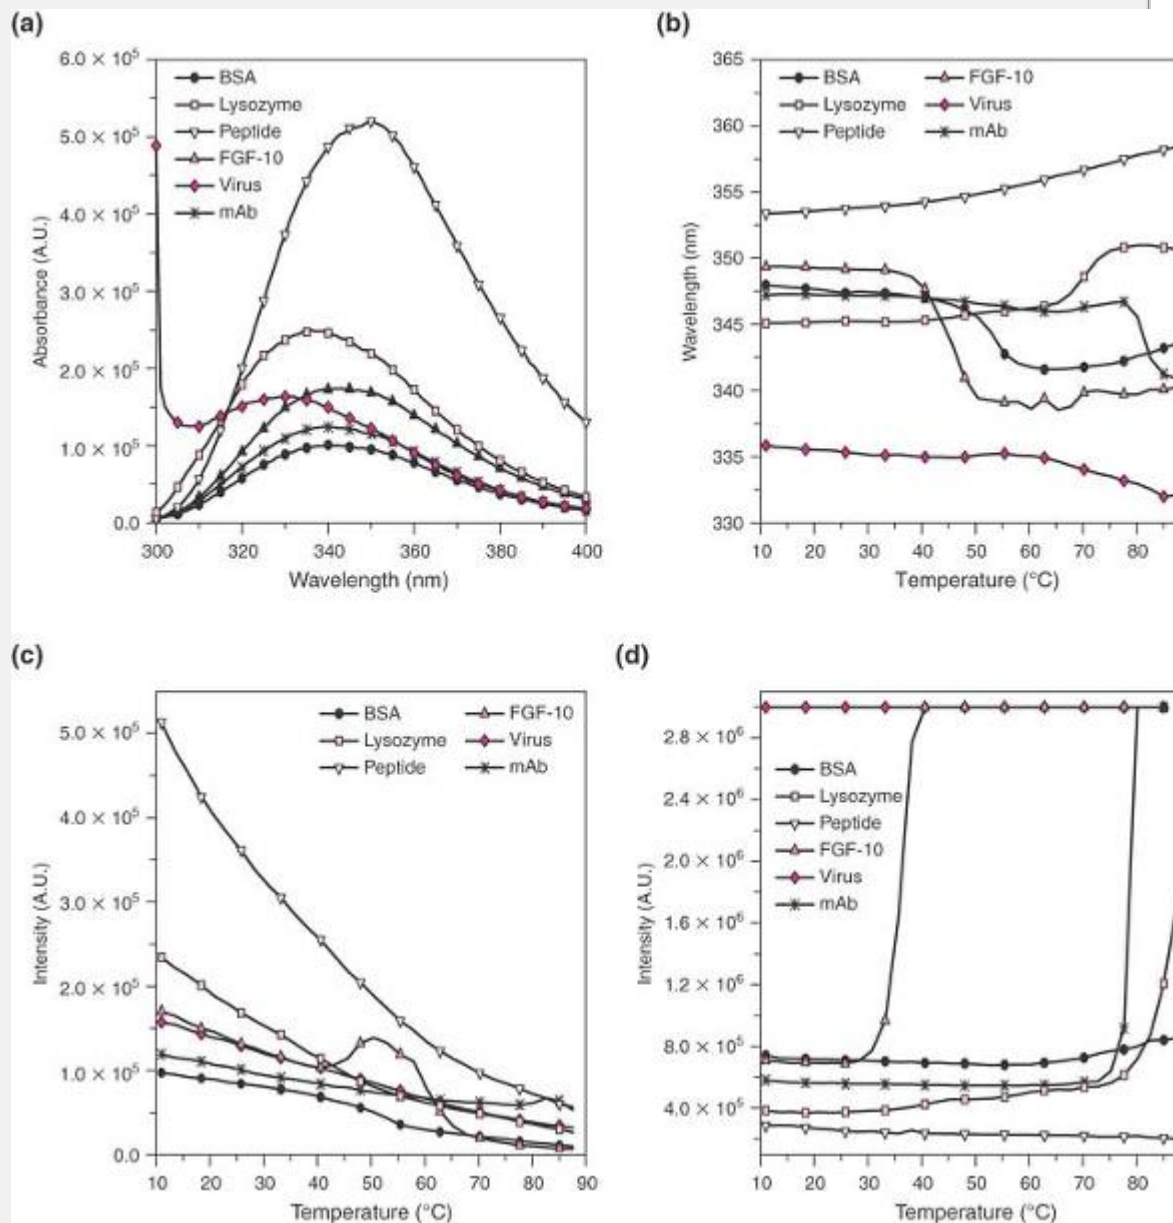 (a)
6.0 × 10⁵
5.0 × 10⁵
4.0 × 10⁵
3.0 × 10⁵
2.0 × 10⁵
1.0 × 10⁵
0.0
Absorbance (A.U.)
BSA
Lysozyme
Peptide
FGF-10
Virus
mAb
300 320 340 360 380 400
Wavelength (nm)
(b)
365
360
355
350
345
340
335
330
Wavelength (nm)
BSA FGF-10
Lysozyme Virus
Peptide mAb
10 20 30 40 50 60 70 80
Temperature (°C)
(c)
5.0 × 10⁵
4.0 × 10⁵
3.0 × 10⁵
2.0 × 10⁵
1.0 × 10⁵
0.0
Intensity (A.U.)
BSA FGF-10
Lysozyme Virus
Peptide mAb
10 20 30 40 50 60 70 80 90
Temperature (°C)
(d)
2.8 × 10⁶
2.4 × 10⁶
2.0 × 10⁶
1.6 × 10⁶
1.2 × 10⁶
8.0 × 10⁵
4.0 × 10⁵
Intensity (A.U.)
BSA
Lysozyme
Peptide
FGF-10
Virus
mAb
10 20 30 40 50 60 70 80
Temperature (°C)